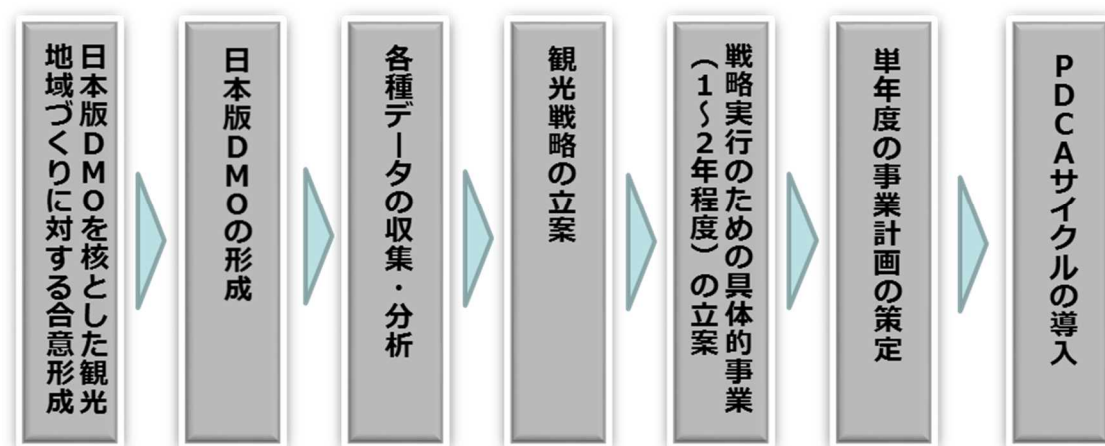 日本版DMOを核とした観光
地域づくりに対する合意形成
日本版DMOの形成
各種データの収集・分析
観光戦略の立案
戦略実行のための具体的事業
（1～2年程度）の立案
単年度の事業計画の策定
PDCAサイクルの導入